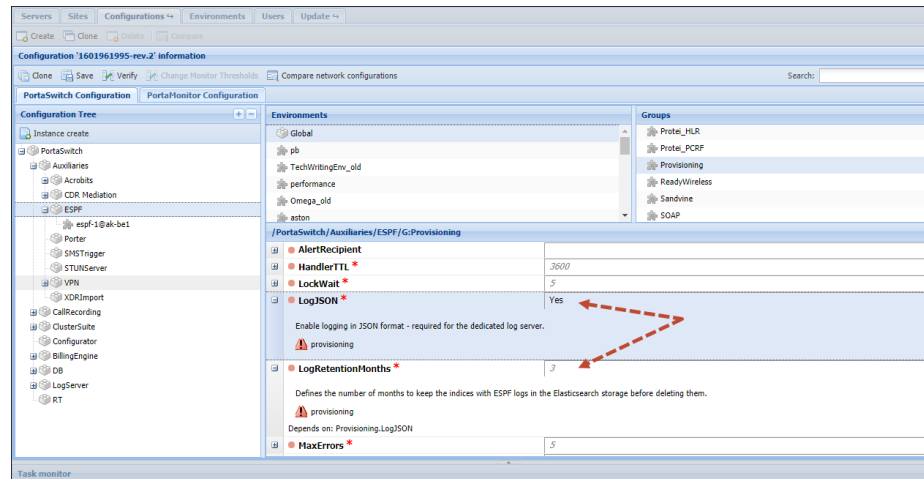 Servers Sites Configurations Environments Users Update
Create Clone Delete Compare
Configuration '1601961995-rev.2' information
Clone Save Verify Change Monitor Thresholds Compare network configurations Search:
PortaSwitch Configuration PortaMonitor Configuration
Configuration Tree
Instance create
PortaSwitch
Auxiliaries
Acrobits
CDR Mediation
ESPF
espf-1@ak-be1
Porter
SMSTrigger
STUNServer
VPN
XDRImport
CallRecording
ClusterSuite
Configurator
BillingEngine
DB
LogServer
RT
Environments
Global
pb
TechWritingEnv_old
performance
Omega_old
aston
Groups
Protei_HLR
Protei_PCRF
Provisioning
ReadyWireless
Sandvine
SOAP
/PortaSwitch/Auxiliaries/ESPF/G:Provisioning
AlertRecipient
HandlerTTL * 3600
LockWait * 5
LogJSON * Yes
Enable logging in JSON format - required for the dedicated log server.
provisioning
LogRetentionMonths * 3
Defines the number of months to keep the indices with ESPF logs in the Elasticsearch storage before deleting them.
provisioning
Depends on: Provisioning.LogJSON
MaxErrors * 5
Task monitor